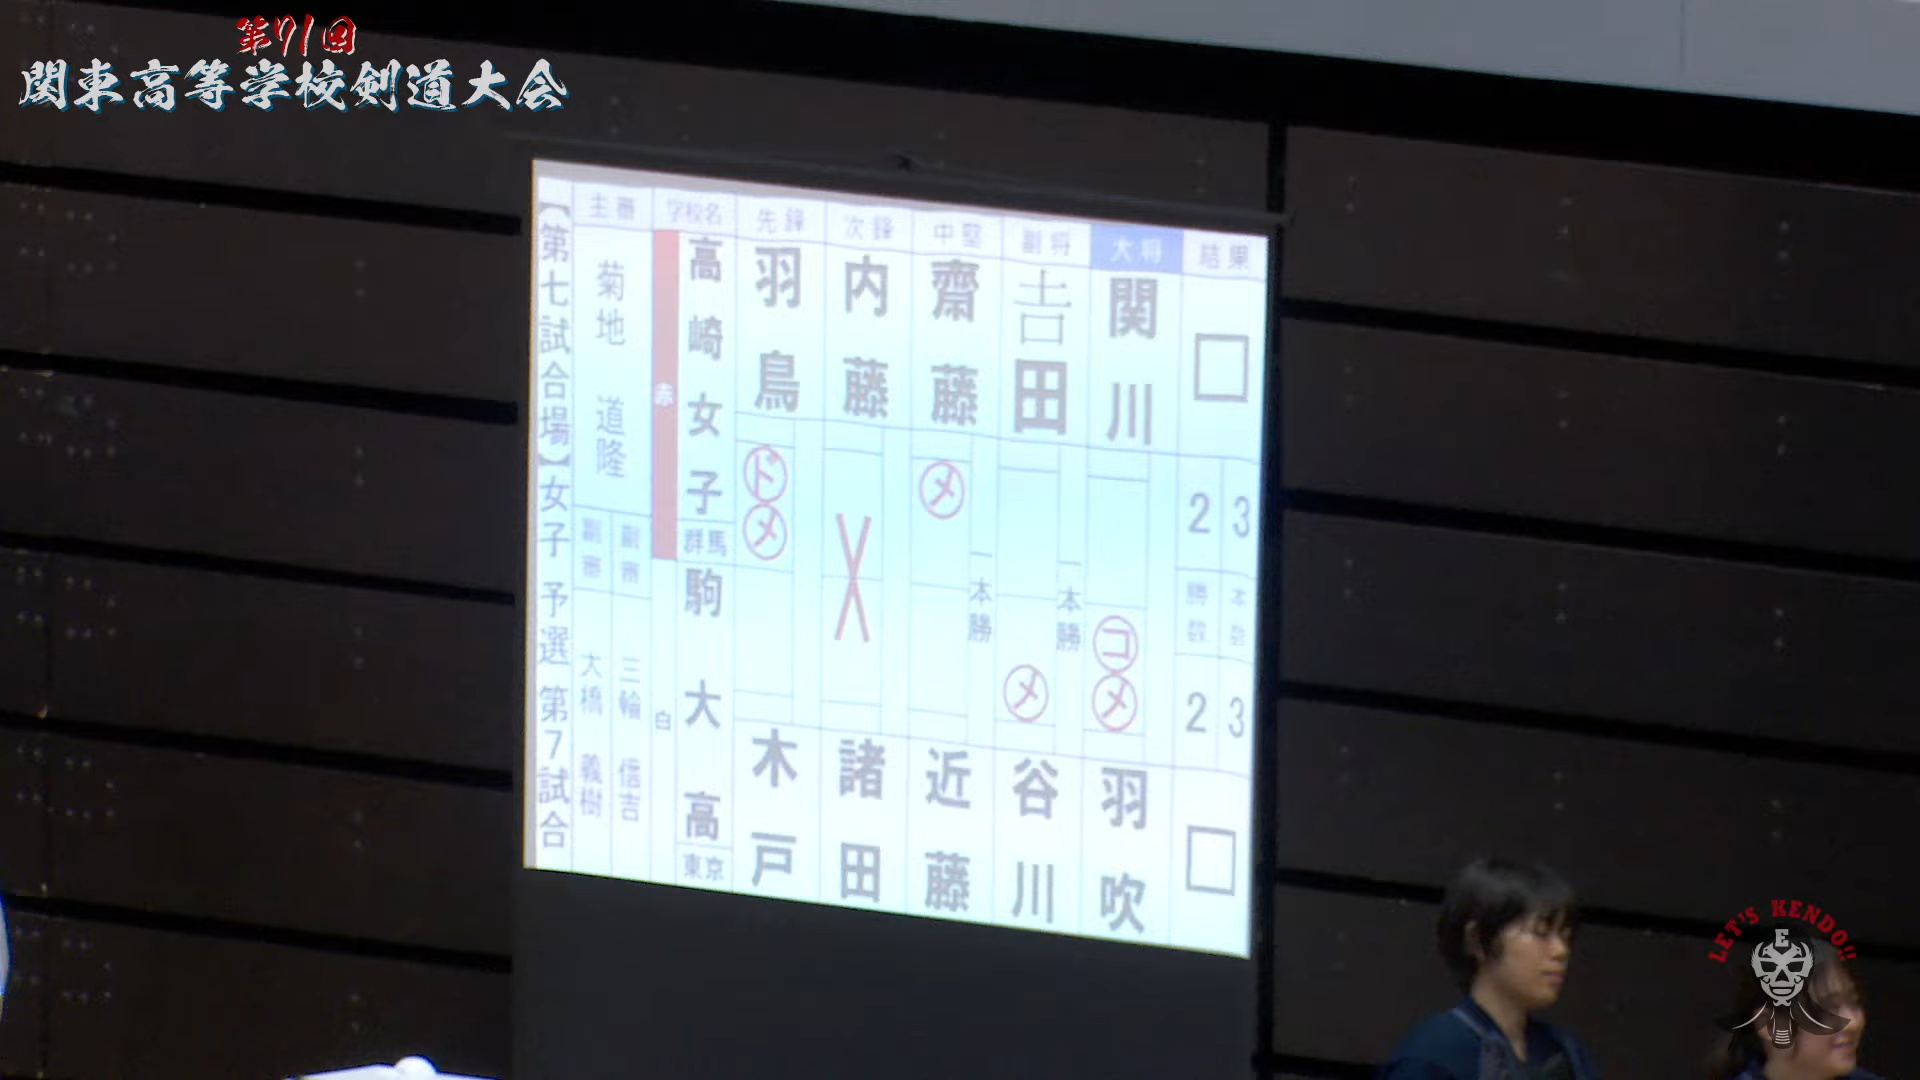 第71回
関東高等学校剣道大会
【第七試合場】女子 予選 第7試合
主審
菊地 道隆
副審
副審
大橋 義樹
三輪 信吉
学校名
赤
高崎女子
群馬
白
駒大高
東京
先鋒
羽鳥
ド
メ
木戸
次鋒
内藤
諸田
中堅
齋藤
メ
一本勝
近藤
副将
吉田
一本勝
メ
谷川
大将
関川
コ
メ
羽吹
結果
2 3
勝数 本数
2 3
LET'S KENDO!!
E